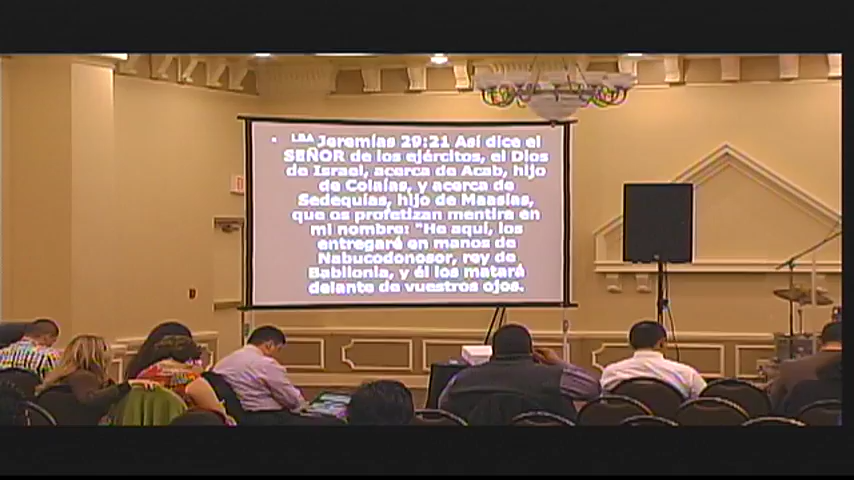 • LBA Jeremías 29:21 Así dice el
SEÑOR de los ejércitos, el Dios
de Israel, acerca de Acab, hijo
de Colaías, y acerca de
Sedequías, hijo de Maasías,
que os profetizan mentira en
mi nombre: "He aquí, los
entregaré en manos de
Nabucodonosor, rey de
Babilonia, y él los matará
delante de vuestros ojos.